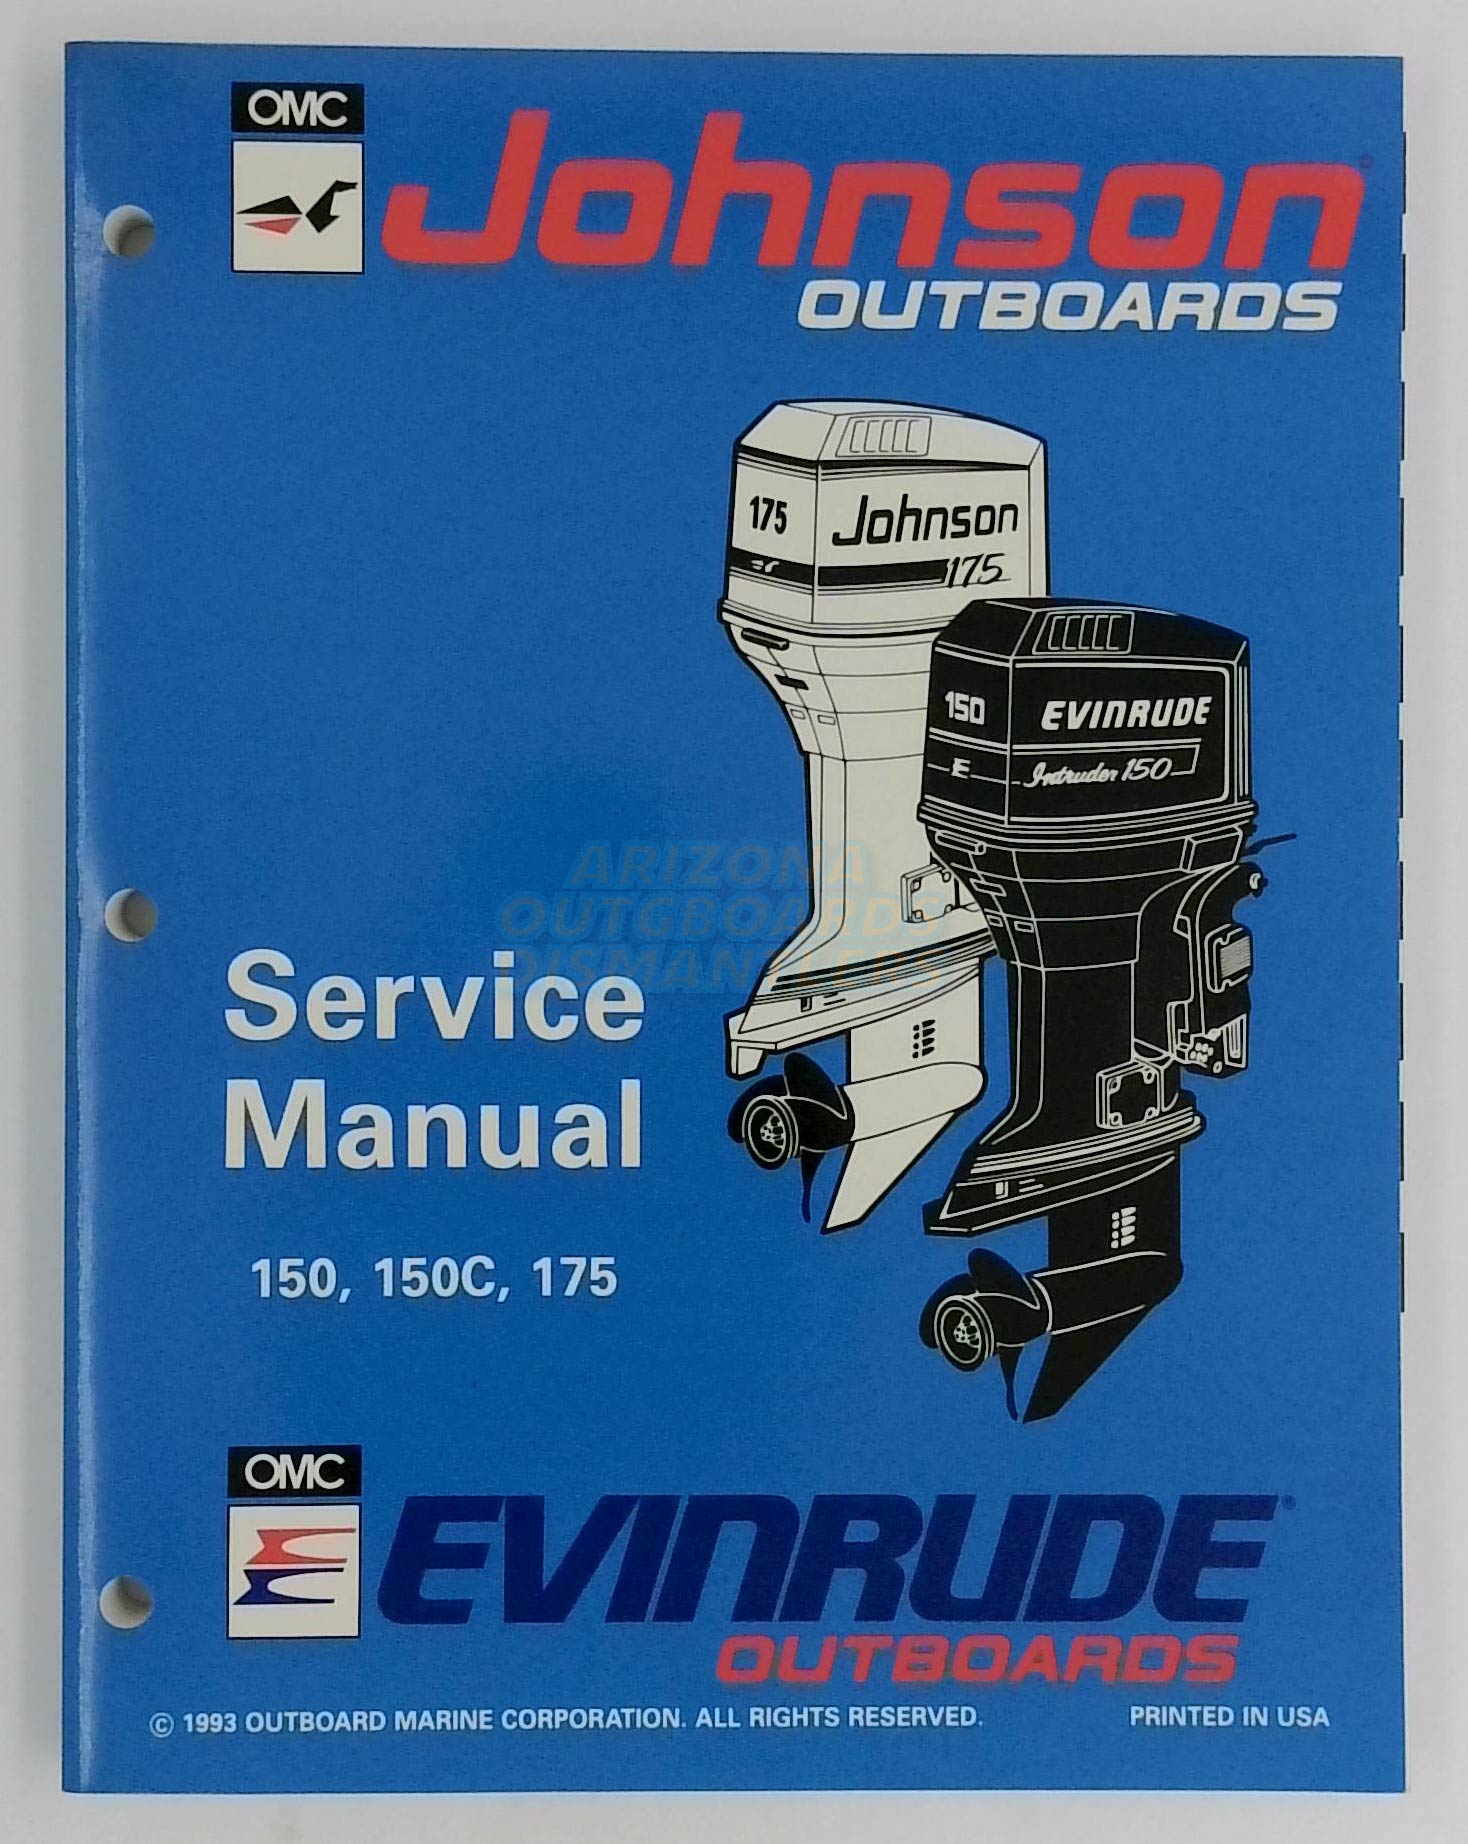 OMC
Johnson®
OUTBOARDS
175
Johnson
175
150
EVINRUDE
E
Intruder 150
ARIZONA
OUTGBOARDS
DISMANTLERS
Service
Manual
150, 150C, 175
OMC
EVINRUDE®
OUTBOARDS
© 1993 OUTBOARD MARINE CORPORATION. ALL RIGHTS RESERVED. PRINTED IN USA